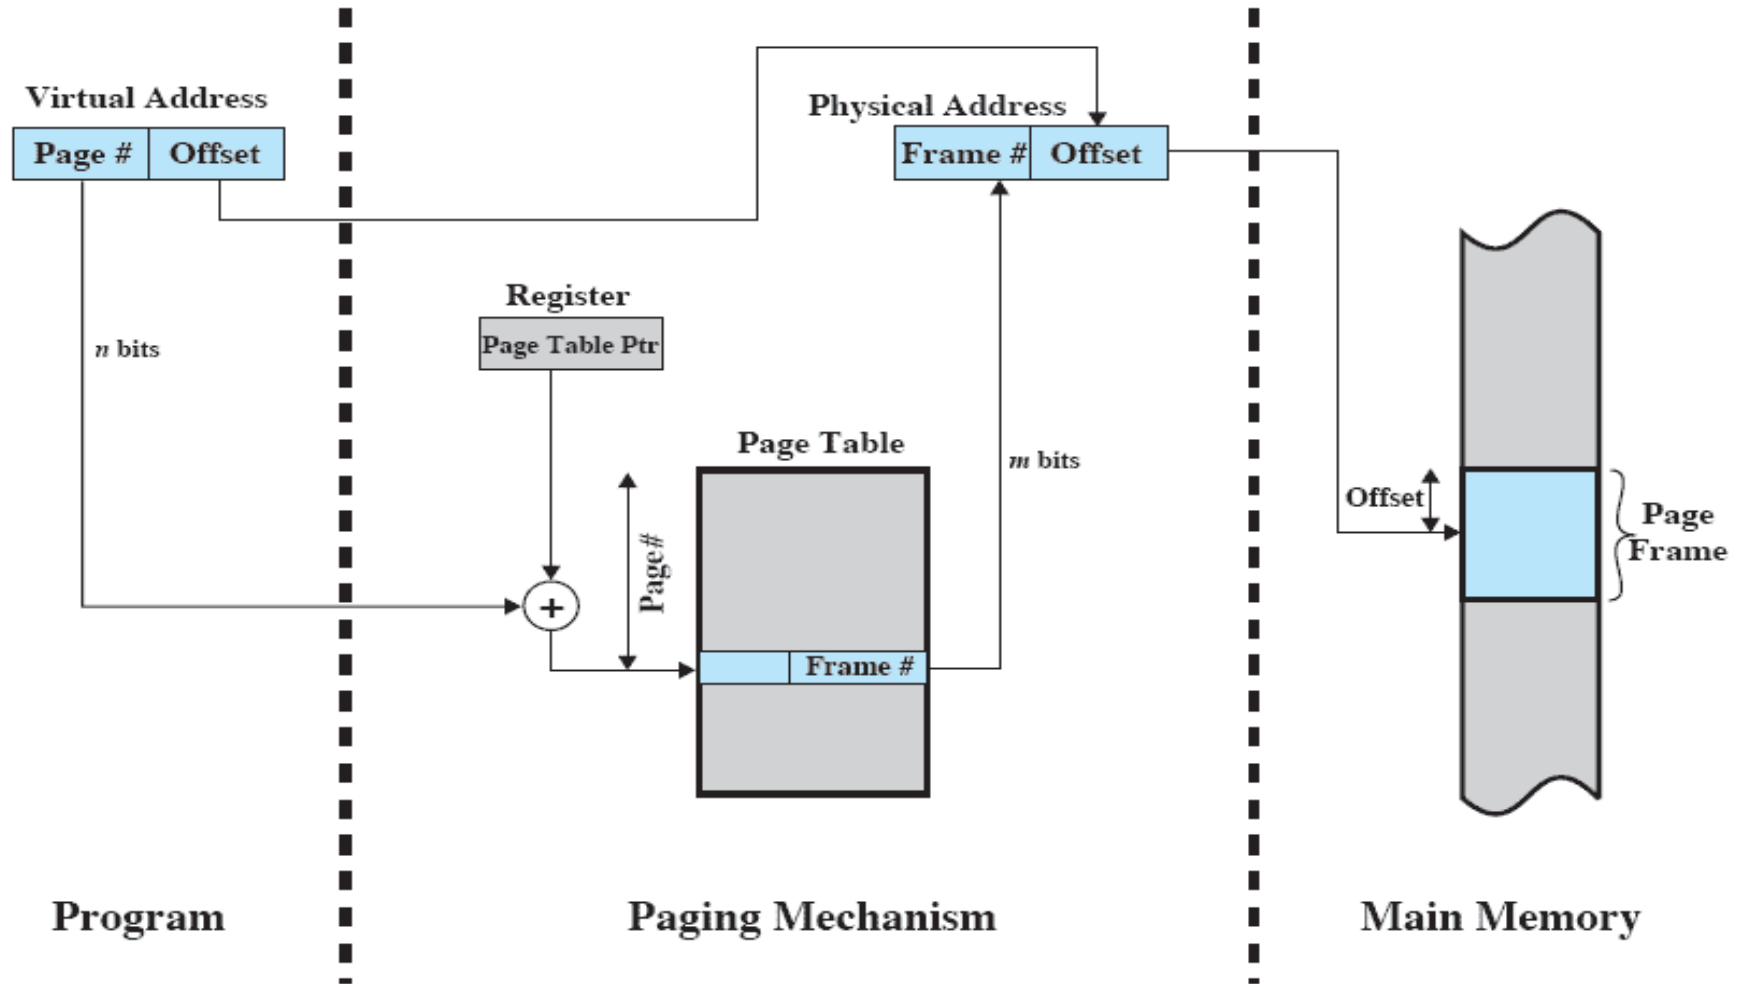 Virtual Address
Page # Offset
n bits
Physical Address
Frame # Offset
Register
Page Table Ptr
+
Page Table
Page#
Frame #
m bits
Offset
Page
Frame
Program
Paging Mechanism
Main Memory